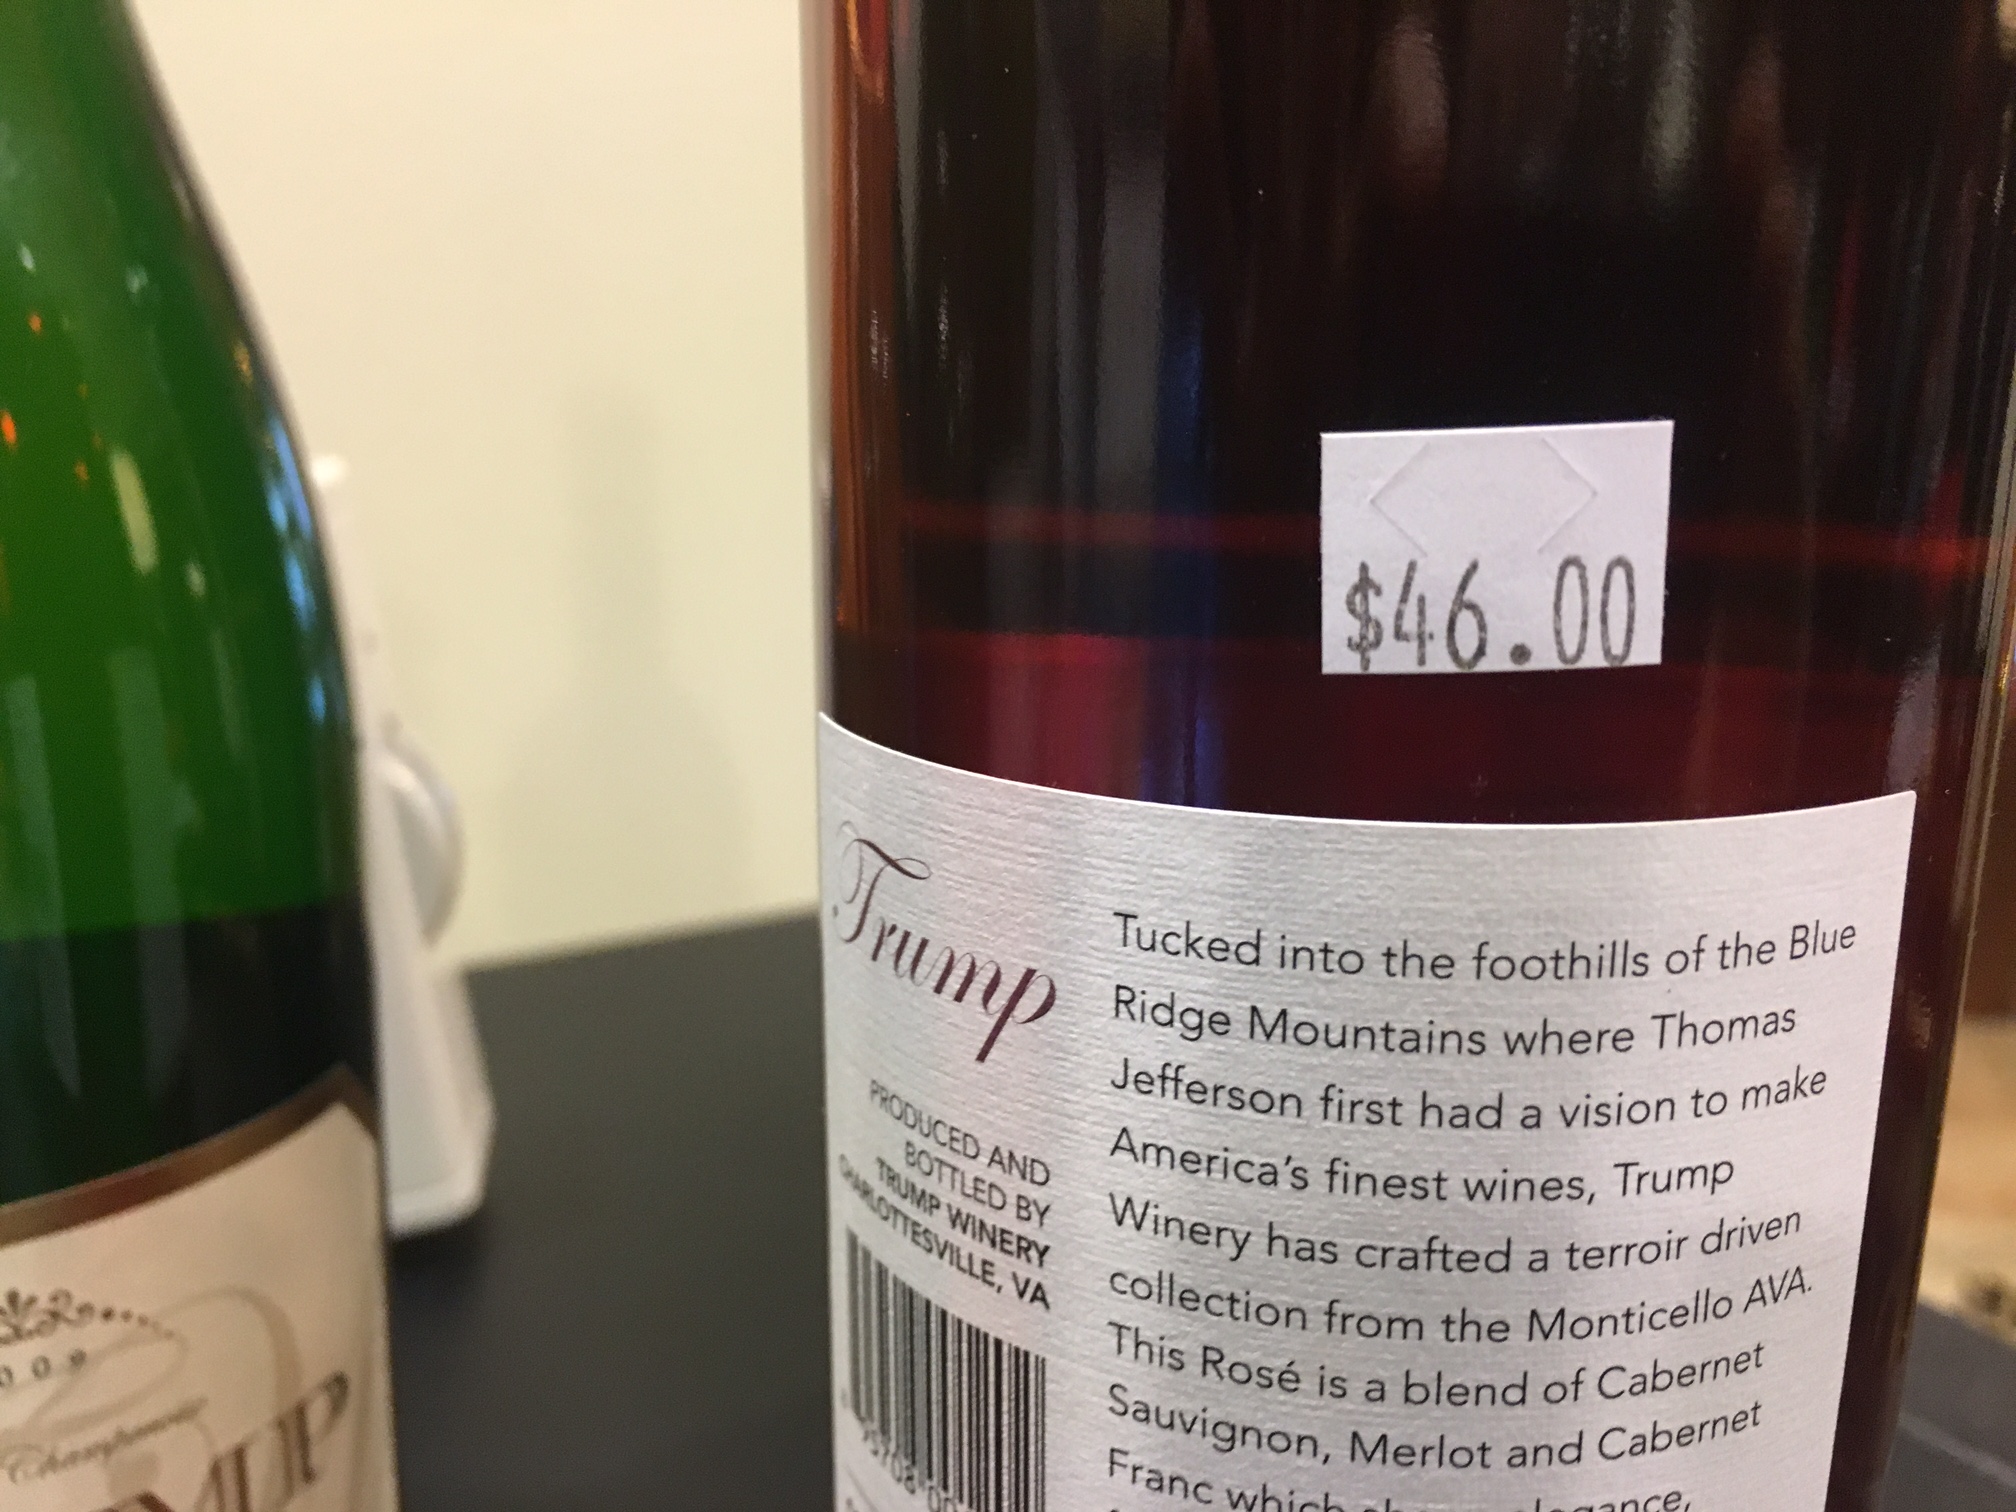 $46.00
Trump
PRODUCED AND
BOTTLED BY
TRUMP WINERY
CHARLOTTESVILLE, VA
Tucked into the foothills of the Blue
Ridge Mountains where Thomas
Jefferson first had a vision to make
America's finest wines, Trump
Winery has crafted a terroir driven
collection from the Monticello AVA.
This Rosé is a blend of Cabernet
Sauvignon, Merlot and Cabernet
Franc which